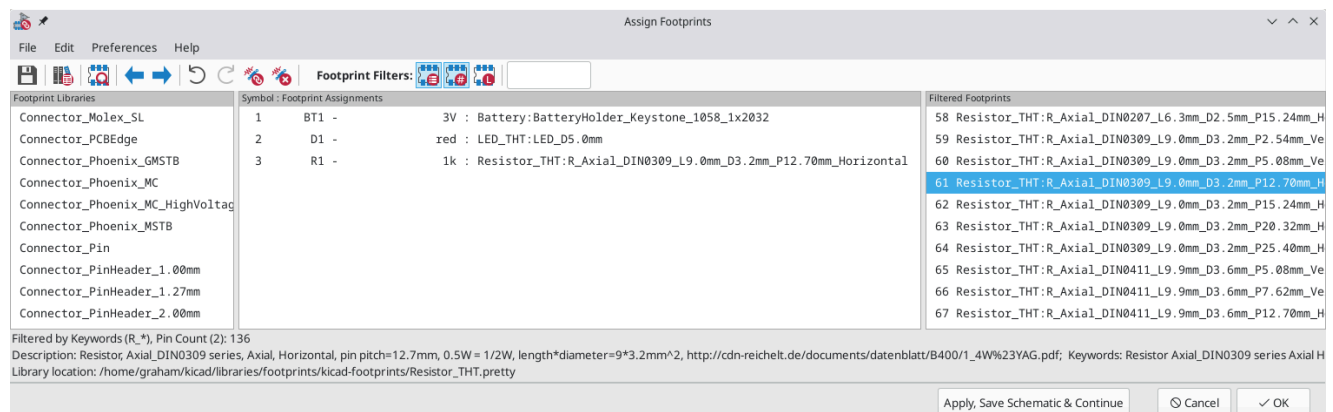 Assign Footprints
File Edit Preferences Help
Footprint Filters:
Footprint Libraries
Connector_Molex_SL
Connector_PCBEdge
Connector_Phoenix_GMSTB
Connector_Phoenix_MC
Connector_Phoenix_MC_HighVoltag
Connector_Phoenix_MSTB
Connector_Pin
Connector_PinHeader_1.00mm
Connector_PinHeader_1.27mm
Connector_PinHeader_2.00mm
Symbol : Footprint Assignments
1 BT1 - 3V : Battery:BatteryHolder_Keystone_1058_1x2032
2 D1 - red : LED_THT:LED_D5.0mm
3 R1 - 1k : Resistor_THT:R_Axial_DIN0309_L9.0mm_D3.2mm_P12.70mm_Horizontal
Filtered Footprints
58 Resistor_THT:R_Axial_DIN0207_L6.3mm_D2.5mm_P15.24mm_H
59 Resistor_THT:R_Axial_DIN0309_L9.0mm_D3.2mm_P2.54mm_Ve
60 Resistor_THT:R_Axial_DIN0309_L9.0mm_D3.2mm_P5.08mm_Ve
61 Resistor_THT:R_Axial_DIN0309_L9.0mm_D3.2mm_P12.70mm_H
62 Resistor_THT:R_Axial_DIN0309_L9.0mm_D3.2mm_P15.24mm_H
63 Resistor_THT:R_Axial_DIN0309_L9.0mm_D3.2mm_P20.32mm_H
64 Resistor_THT:R_Axial_DIN0309_L9.0mm_D3.2mm_P25.40mm_H
65 Resistor_THT:R_Axial_DIN0411_L9.9mm_D3.6mm_P5.08mm_Ve
66 Resistor_THT:R_Axial_DIN0411_L9.9mm_D3.6mm_P7.62mm_Ve
67 Resistor_THT:R_Axial_DIN0411_L9.9mm_D3.6mm_P12.70mm_H
Filtered by Keywords (R_*), Pin Count (2): 136
Description: Resistor, Axial_DIN0309 series, Axial, Horizontal, pin pitch=12.7mm, 0.5W = 1/2W, length*diameter=9*3.2mm^2, http://cdn-reichelt.de/documents/datenblatt/B400/1_4W%23YAG.pdf; Keywords: Resistor Axial_DIN0309 series Axial H
Library location: /home/graham/kicad/libraries/footprints/kicad-footprints/Resistor_THT.pretty
Apply, Save Schematic & Continue Cancel OK